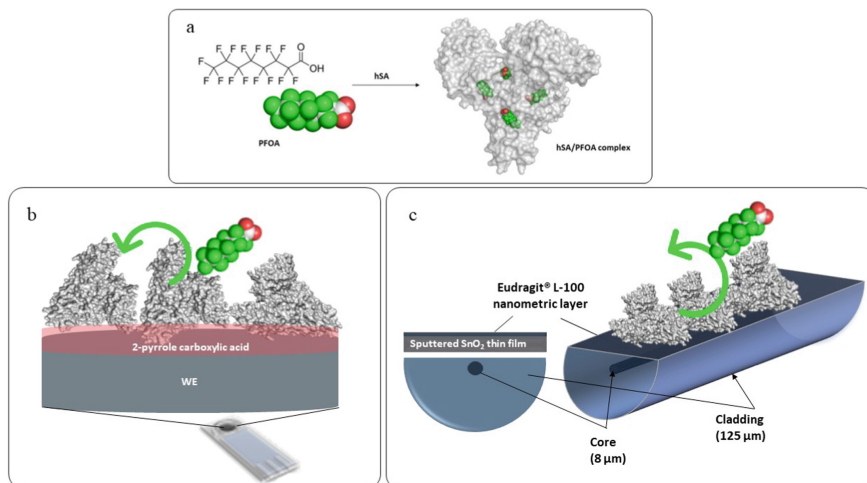 a
F F F F F F F O
F
OH
F F F F F F F
hSA
PFOA
hSA/PFOA complex
b
2-pyrrole carboxylic acid
WE
c
Eudragit® L-100
nanometric layer
Sputtered SnO₂ thin film
Core
(8 μm)
Cladding
(125 μm)